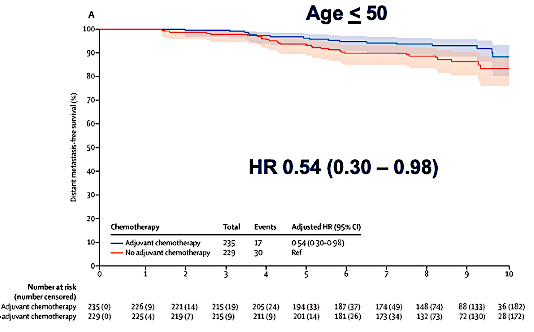 A
Age ≤ 50
Distant metastasis-free survival (%)
100
90
80
70
60
50
40
30
20
10
0
HR 0.54 (0.30 – 0.98)
Chemotherapy Total Events Adjusted HR (95% CI)
Adjuvant chemotherapy 235 17 0·54 (0·30–0·98)
No adjuvant chemotherapy 229 30 Ref
0 1 2 3 4 5 6 7 8 9 10
Number at risk
(number censored)
Adjuvant chemotherapy 235 (0) 226 (9) 221 (14) 215 (19) 205 (24) 194 (33) 187 (37) 174 (49) 148 (74) 88 (133) 36 (182)
adjuvant chemotherapy 229 (0) 225 (4) 219 (7) 215 (9) 211 (9) 201 (14) 181 (26) 173 (34) 132 (73) 72 (130) 28 (172)